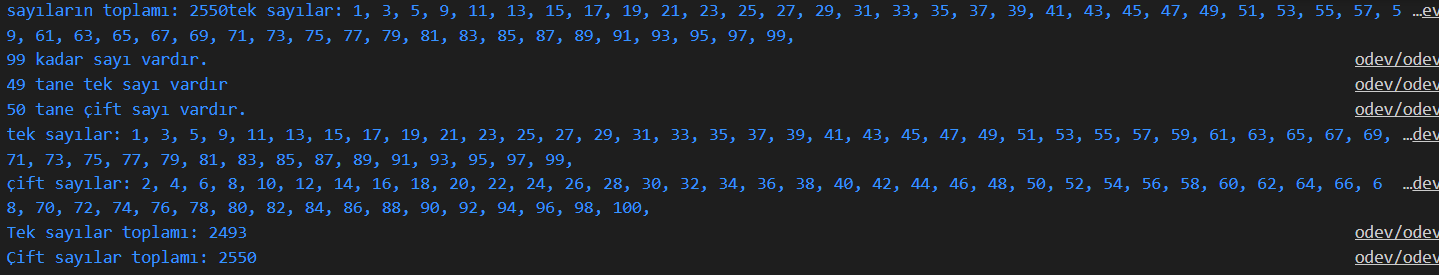 sayıların toplamı: 2550tek sayılar: 1, 3, 5, 9, 11, 13, 15, 17, 19, 21, 23, 25, 27, 29, 31, 33, 35, 37, 39, 41, 43, 45, 47, 49, 51, 53, 55, 57, 5 …ev
9, 61, 63, 65, 67, 69, 71, 73, 75, 77, 79, 81, 83, 85, 87, 89, 91, 93, 95, 97, 99,
99 kadar sayı vardır. odev/odev
49 tane tek sayı vardır odev/odev
50 tane çift sayı vardır. odev/odev
tek sayılar: 1, 3, 5, 9, 11, 13, 15, 17, 19, 21, 23, 25, 27, 29, 31, 33, 35, 37, 39, 41, 43, 45, 47, 49, 51, 53, 55, 57, 59, 61, 63, 65, 67, 69, …dev
71, 73, 75, 77, 79, 81, 83, 85, 87, 89, 91, 93, 95, 97, 99,
çift sayılar: 2, 4, 6, 8, 10, 12, 14, 16, 18, 20, 22, 24, 26, 28, 30, 32, 34, 36, 38, 40, 42, 44, 46, 48, 50, 52, 54, 56, 58, 60, 62, 64, 66, 6 …dev
8, 70, 72, 74, 76, 78, 80, 82, 84, 86, 88, 90, 92, 94, 96, 98, 100,
Tek sayılar toplamı: 2493 odev/odev
Çift sayılar toplamı: 2550 odev/odev